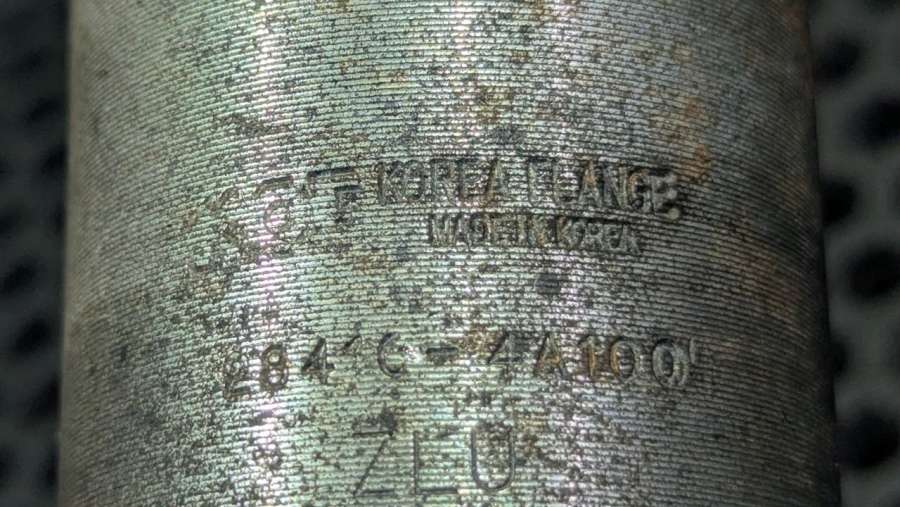 KOREA FLANGE
MADE IN KOREA
28410-4A100
ZEU